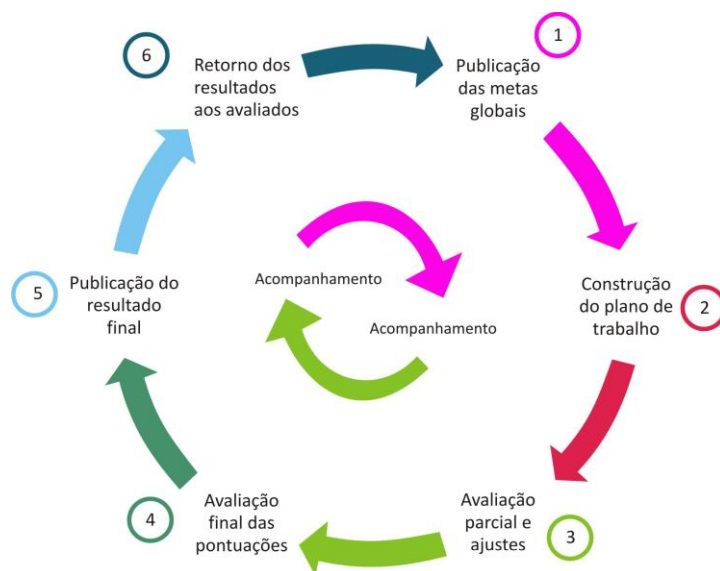 1
Publicação
das metas
globais
2
Construção
do plano de
trabalho
3
Avaliação
parcial e
ajustes
4
Avaliação
final das
pontuações
5
Publicação do
resultado
final
6
Retorno dos
resultados
aos avaliados
Acompanhamento
Acompanhamento